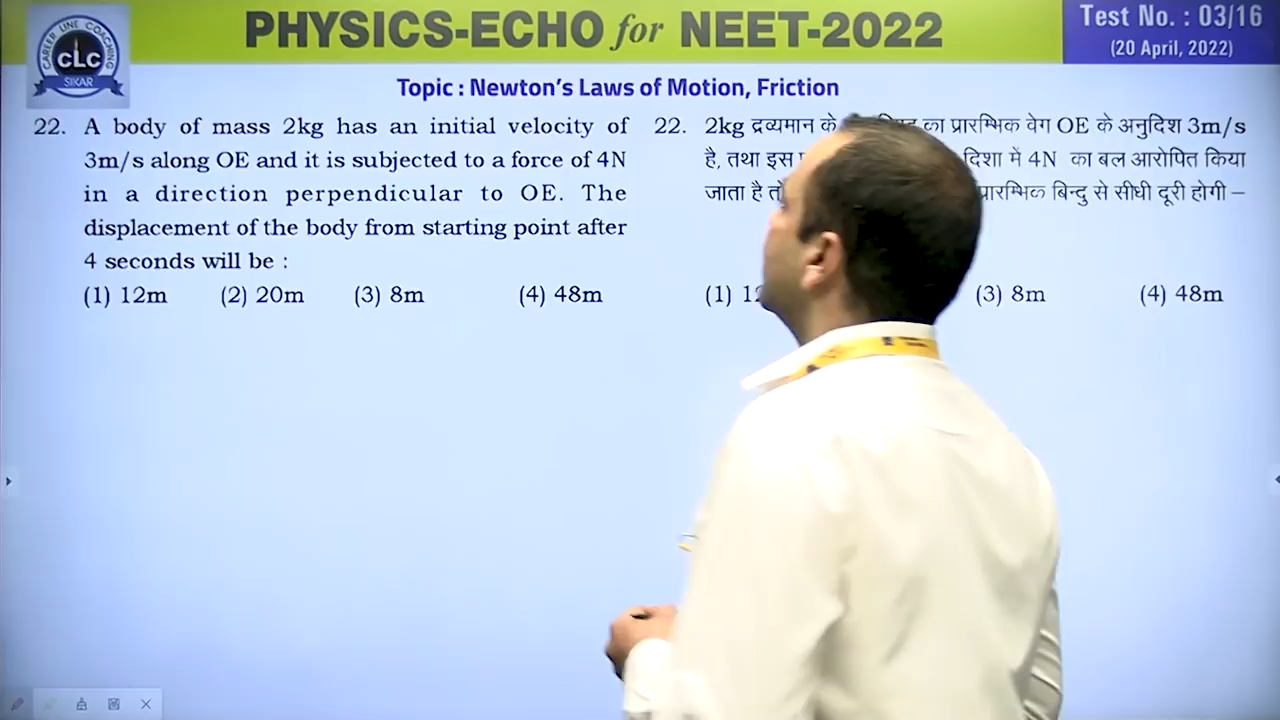 PHYSICS-ECHO for NEET-2022
Test No. : 03/16
(20 April, 2022)
CAREER LINE COACHING
CLC
SIKAR
Topic : Newton's Laws of Motion, Friction
22. A body of mass 2kg has an initial velocity of
3m/s along OE and it is subjected to a force of 4N
in a direction perpendicular to OE. The
displacement of the body from starting point after
4 seconds will be :
(1) 12m (2) 20m (3) 8m (4) 48m
22. 2kg द्रव्यमान के का प्रारम्भिक वेग OE के अनुदिश 3m/s
है, तथा इस दिशा में 4N का बल आरोपित किया
जाता है प्रारम्भिक बिन्दु से सीधी दूरी होगी –
(1) (3) 8m (4) 48m